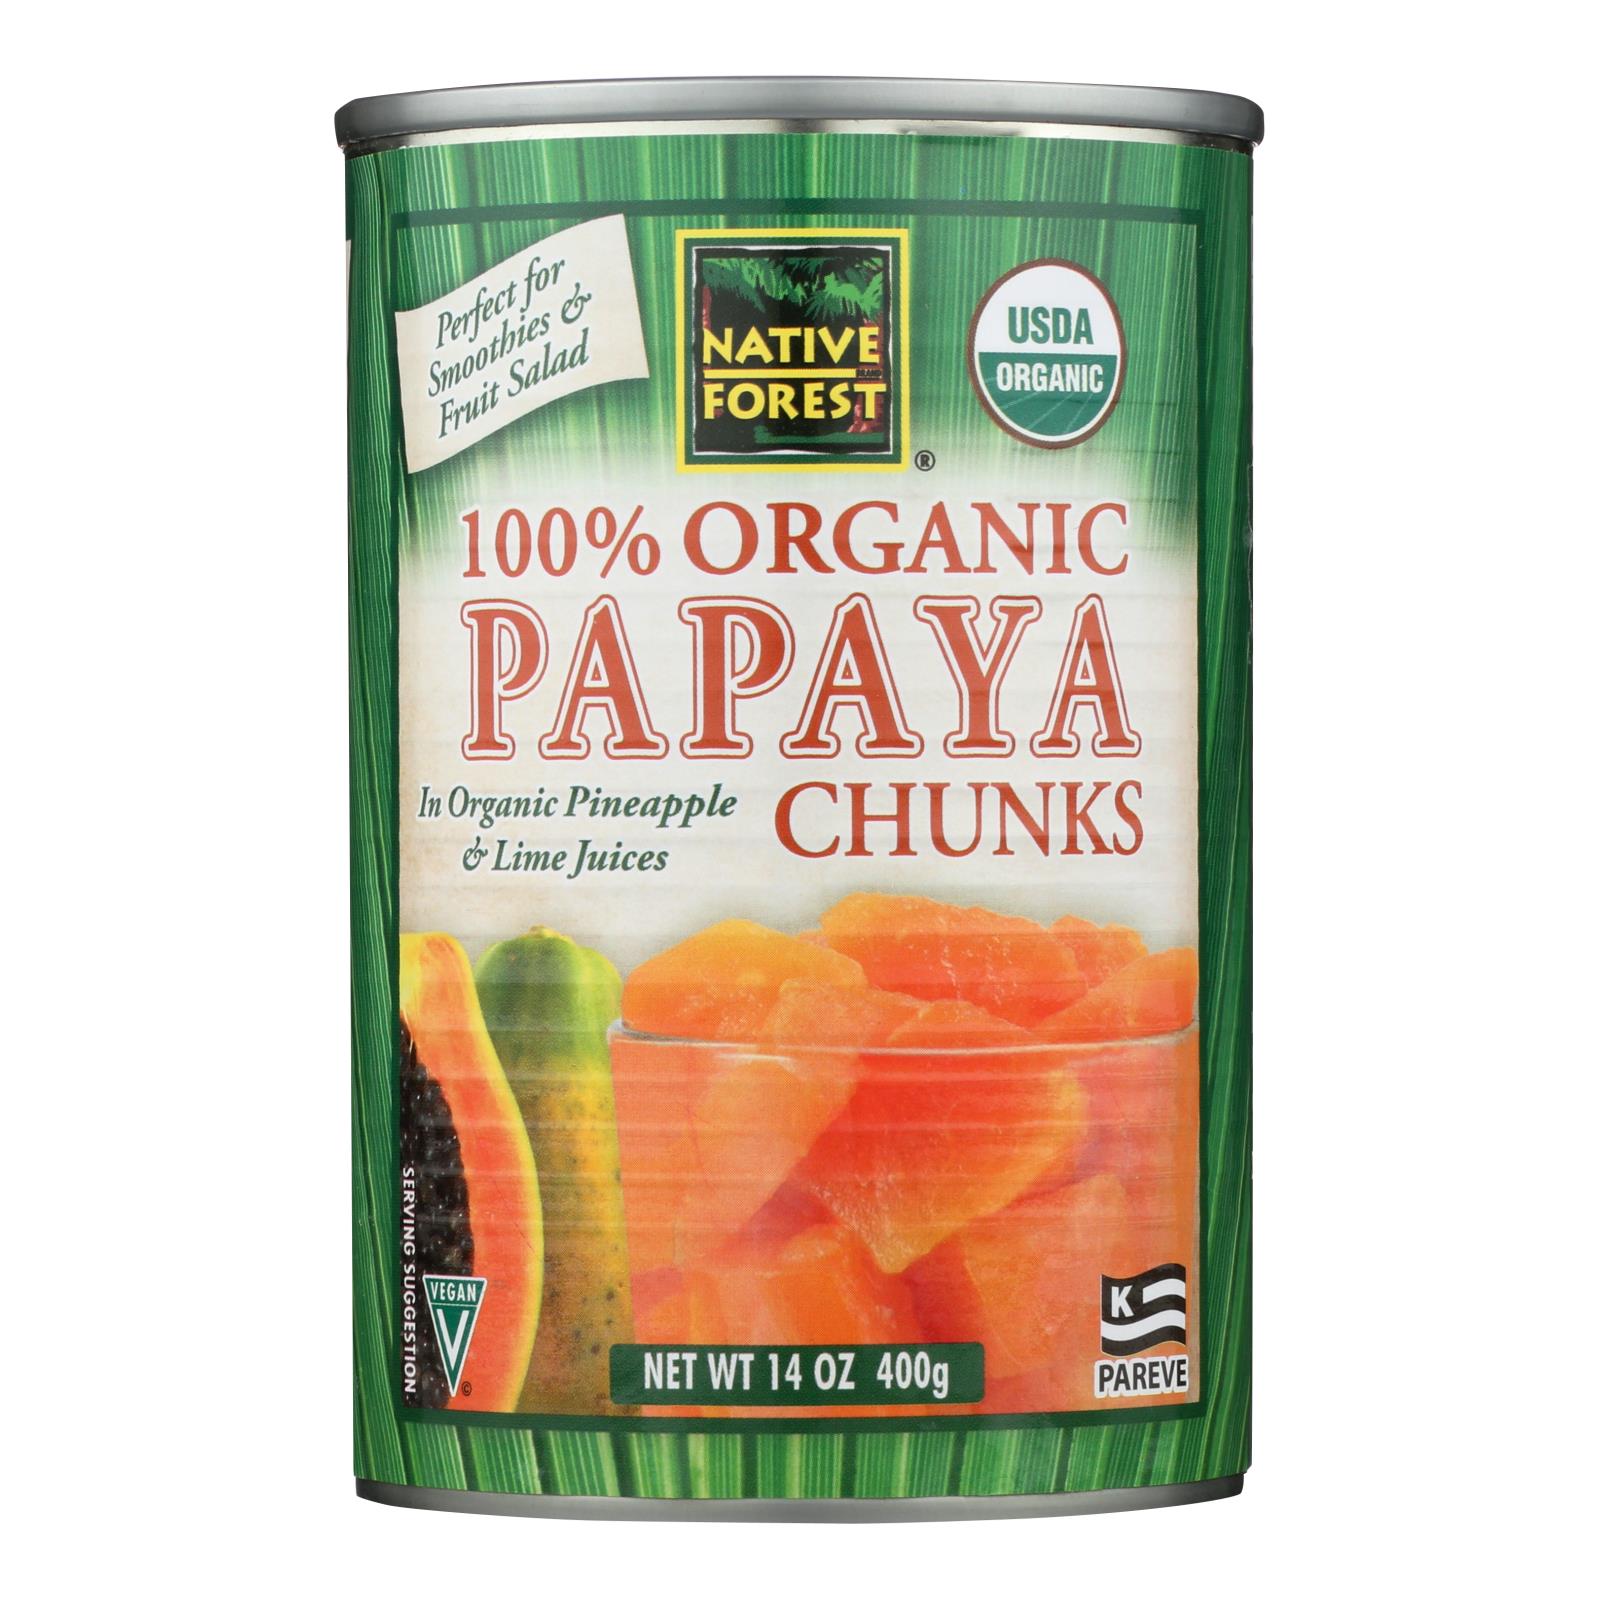 Perfect for
Smoothies &
Fruit Salad
NATIVE
BRAND
FOREST
®
USDA
ORGANIC
100% ORGANIC
PAPAYA
CHUNKS
In Organic Pineapple
& Lime Juices
SERVING SUGGESTION
VEGAN
V
©
NET WT 14 OZ 400g
K
PAREVE